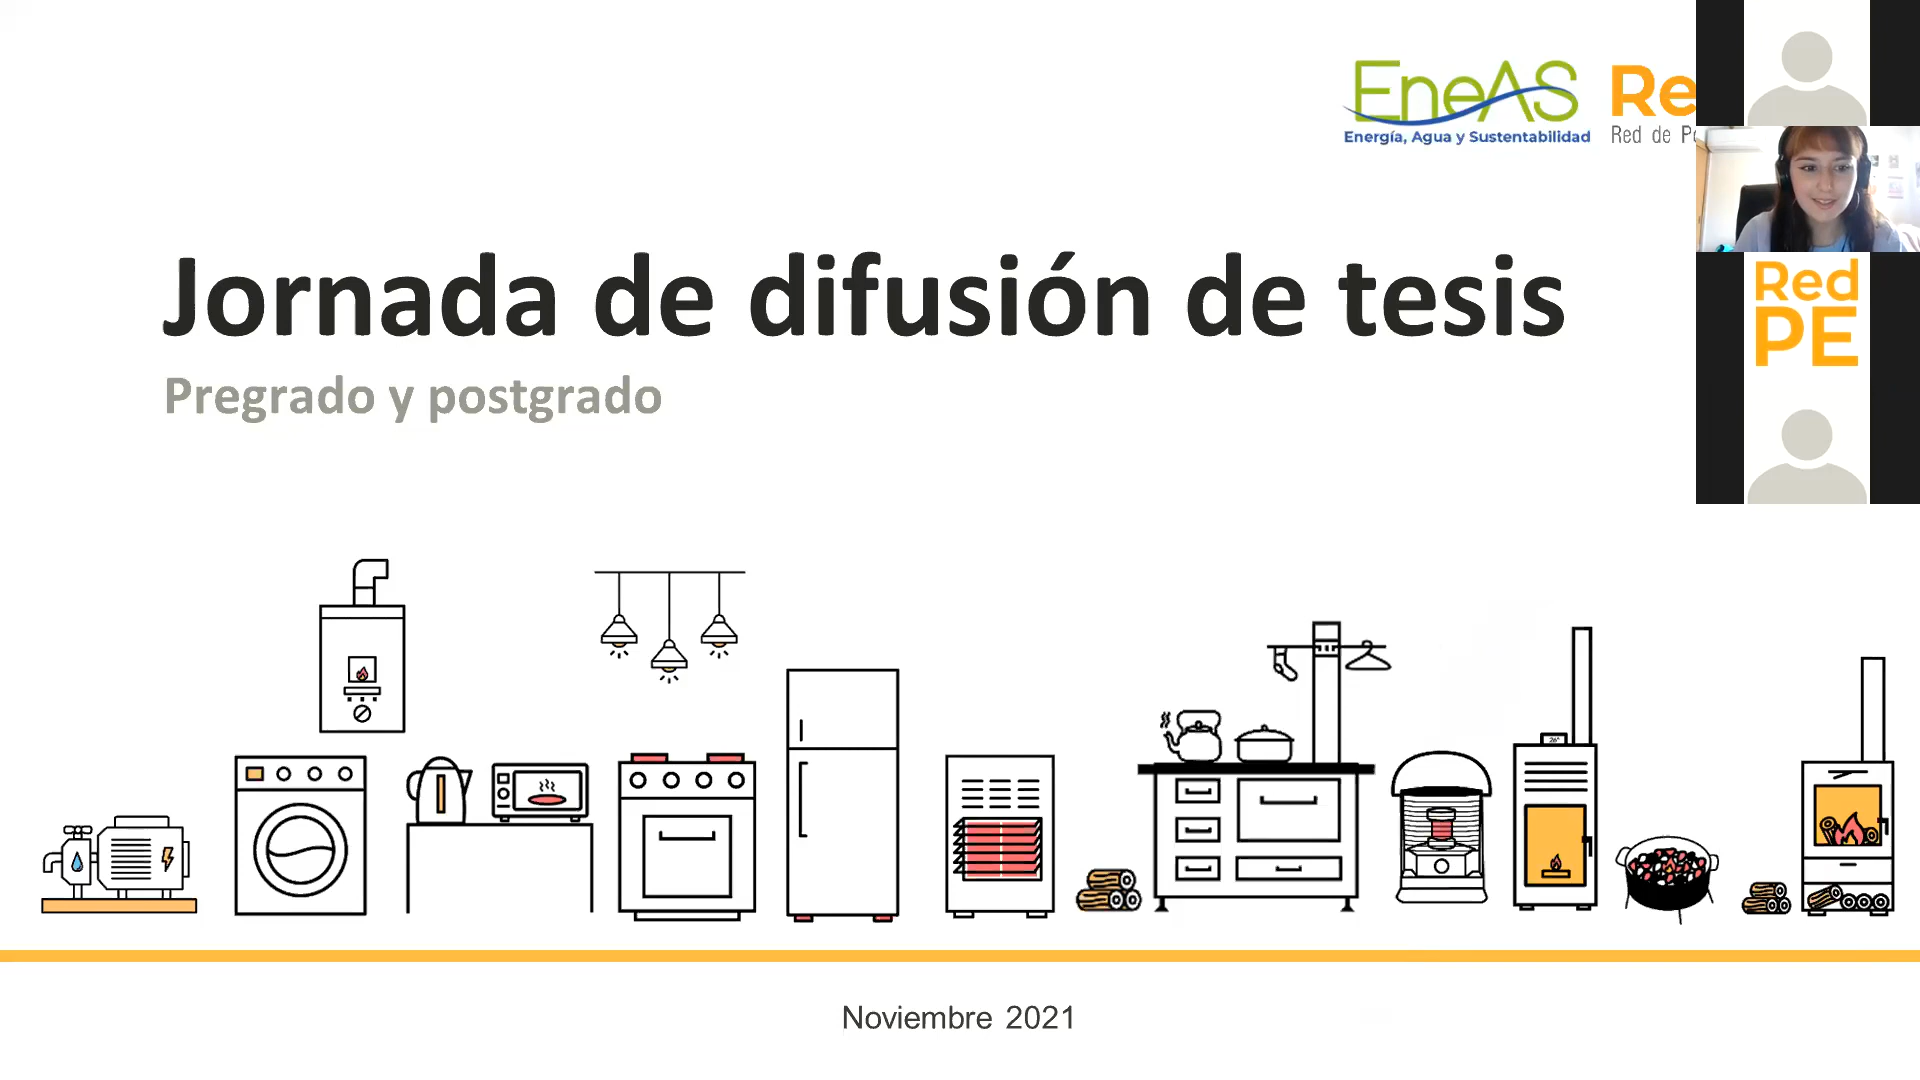 EneAS
Energía, Agua y Sustentabilidad
Re
Red de
Red
PE
Jornada de difusión de tesis
Pregrado y postgrado
Noviembre 2021